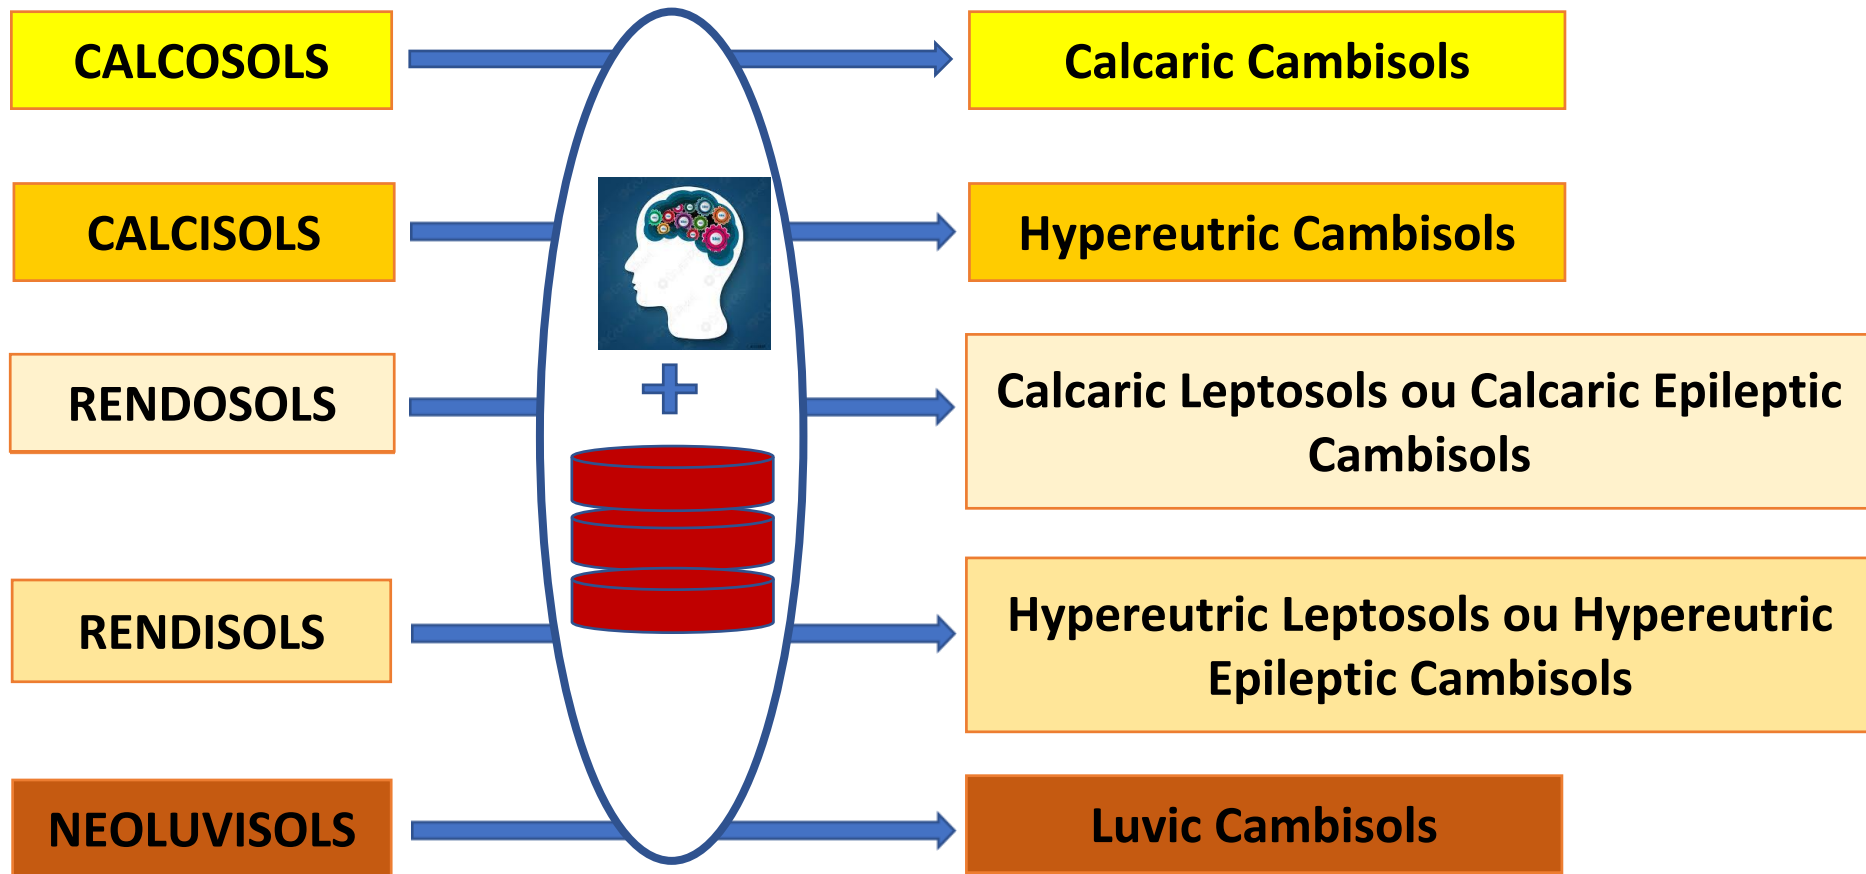 CALCOSOLS
Calcaric Cambisols
CALCISOLS
Hypereutric Cambisols
RENDOSOLS
Calcaric Leptosols ou Calcaric Epileptic
Cambisols
RENDISOLS
Hypereutric Leptosols ou Hypereutric
Epileptic Cambisols
NEOLUVISOLS
Luvic Cambisols